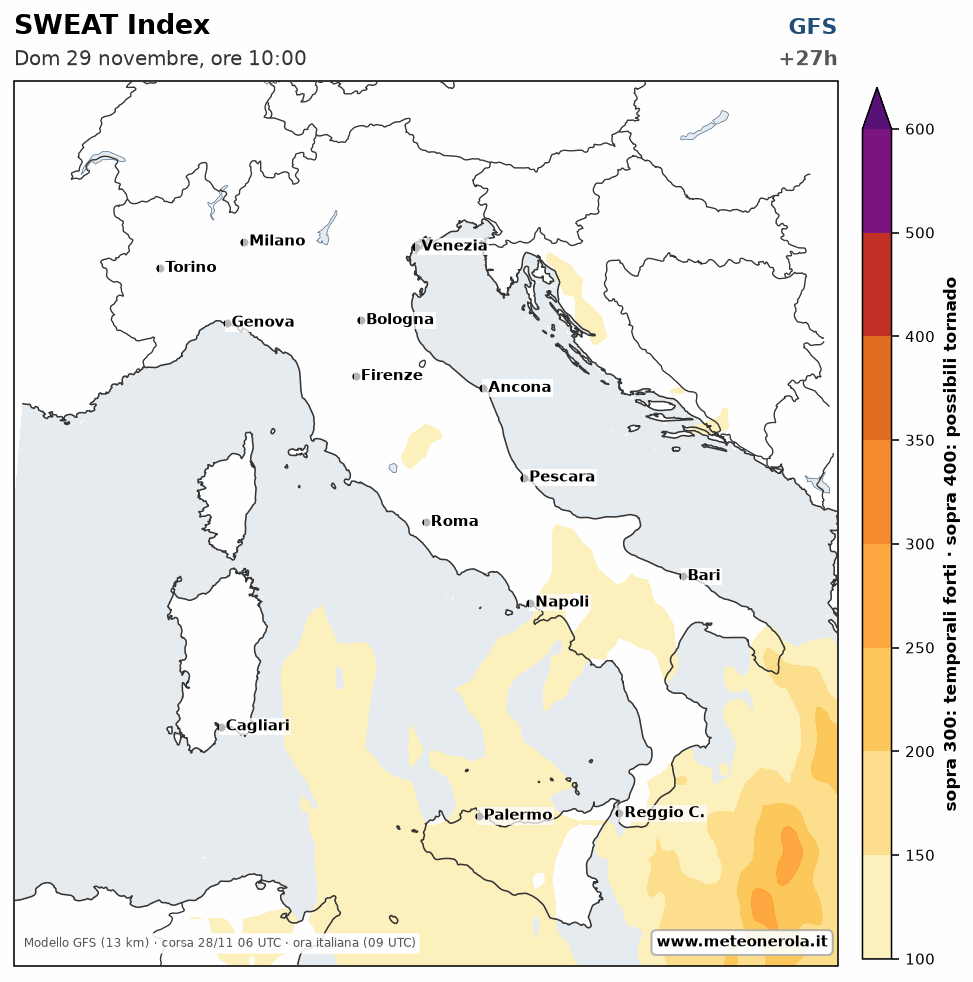 SWEAT Index
GFS
Dom 29 novembre, ore 10:00
+27h
Milano
Venezia
Torino
Genova
Bologna
Firenze
Ancona
Pescara
Roma
Bari
Napoli
Cagliari
Palermo
Reggio C.
Modello GFS (13 km) · corsa 28/11 06 UTC · ora italiana (09 UTC)
www.meteonerola.it
600
500
400
350
300
250
200
150
100
sopra 300: temporali forti · sopra 400: possibili tornado